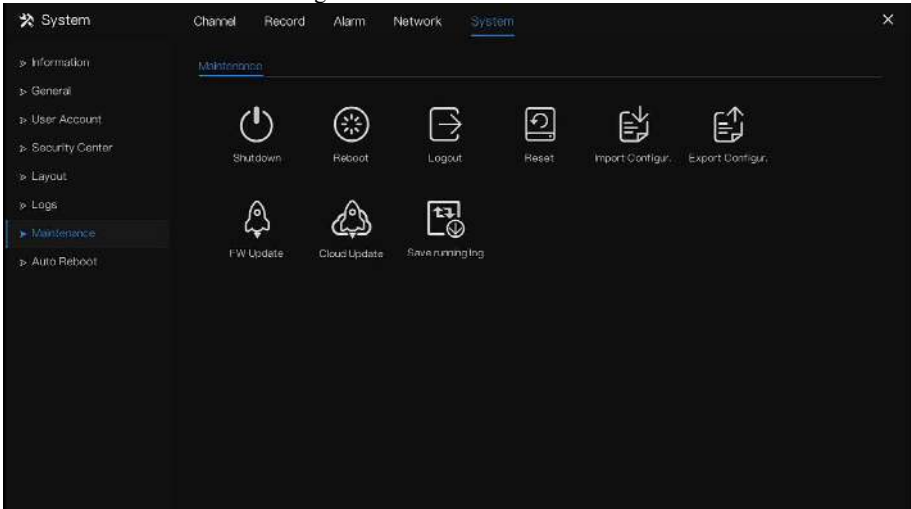 System
Channel Record Alarm Network System
Information
General
User Account
Security Center
Layout
Logs
Maintenance
Auto Reboot
Maintenance
Shutdown Reboot Logout Reset Import Configur. Export Configur.
FW Update Cloud Update Save running log